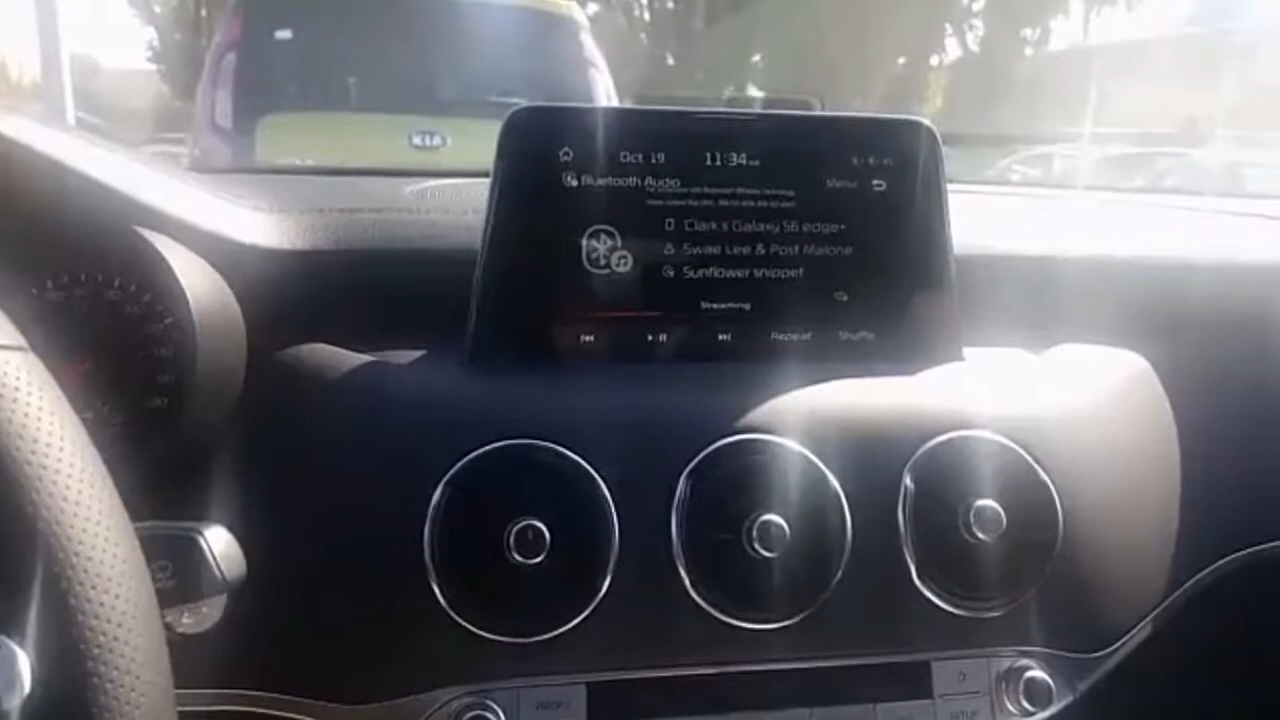 KIA
Oct 19 11:34
Bluetooth Audio
Menu
Clark's Galaxy S6 edge+
Swae Lee & Post Malone
Sunflower snippet
Streaming
Repeat Shuffle
SETUP